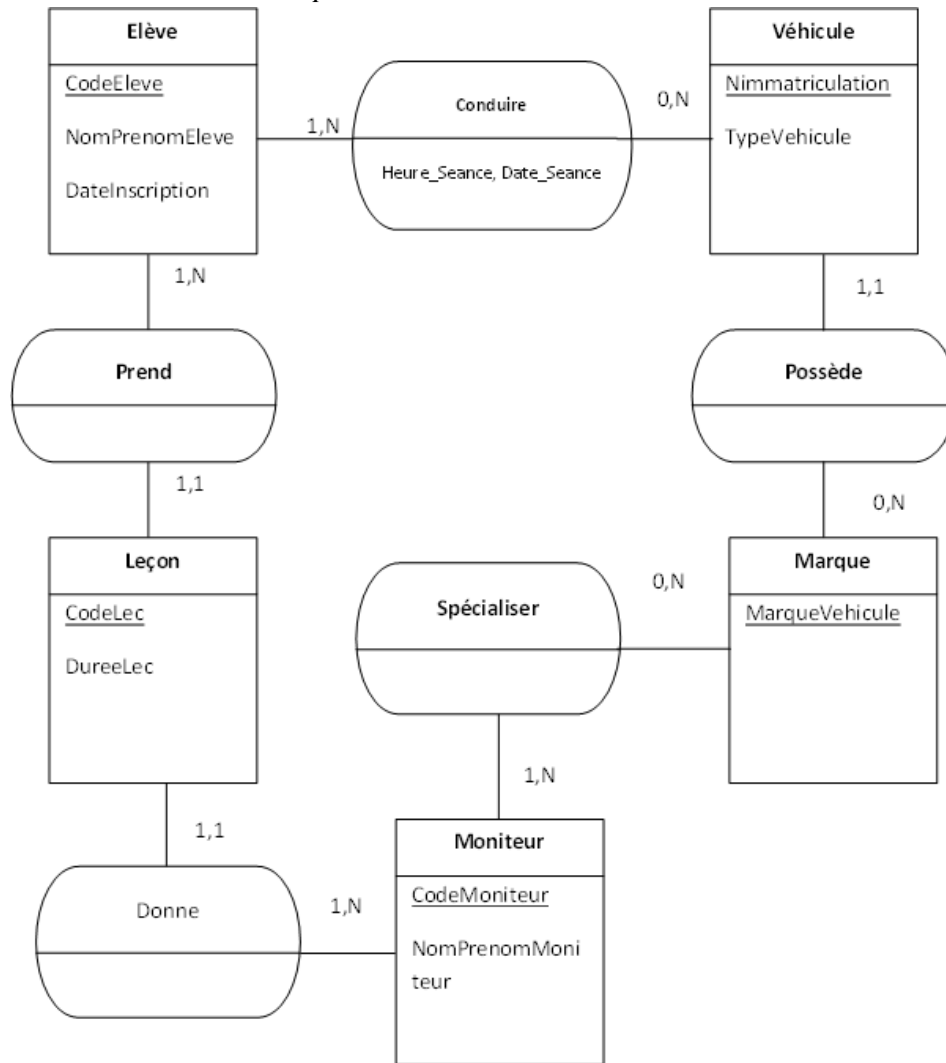 Elève
CodeEleve
NomPrenomEleve
DateInscription
1,N
Conduire
Heure_Seance, Date_Seance
0,N
Véhicule
Nimmatriculation
TypeVehicule
1,N
1,1
Prend
Possède
1,1
0,N
Leçon
CodeLec
DureeLec
Spécialiser
0,N
Marque
MarqueVehicule
1,N
1,1
Donne
1,N
Moniteur
CodeMoniteur
NomPrenomMoni
teur